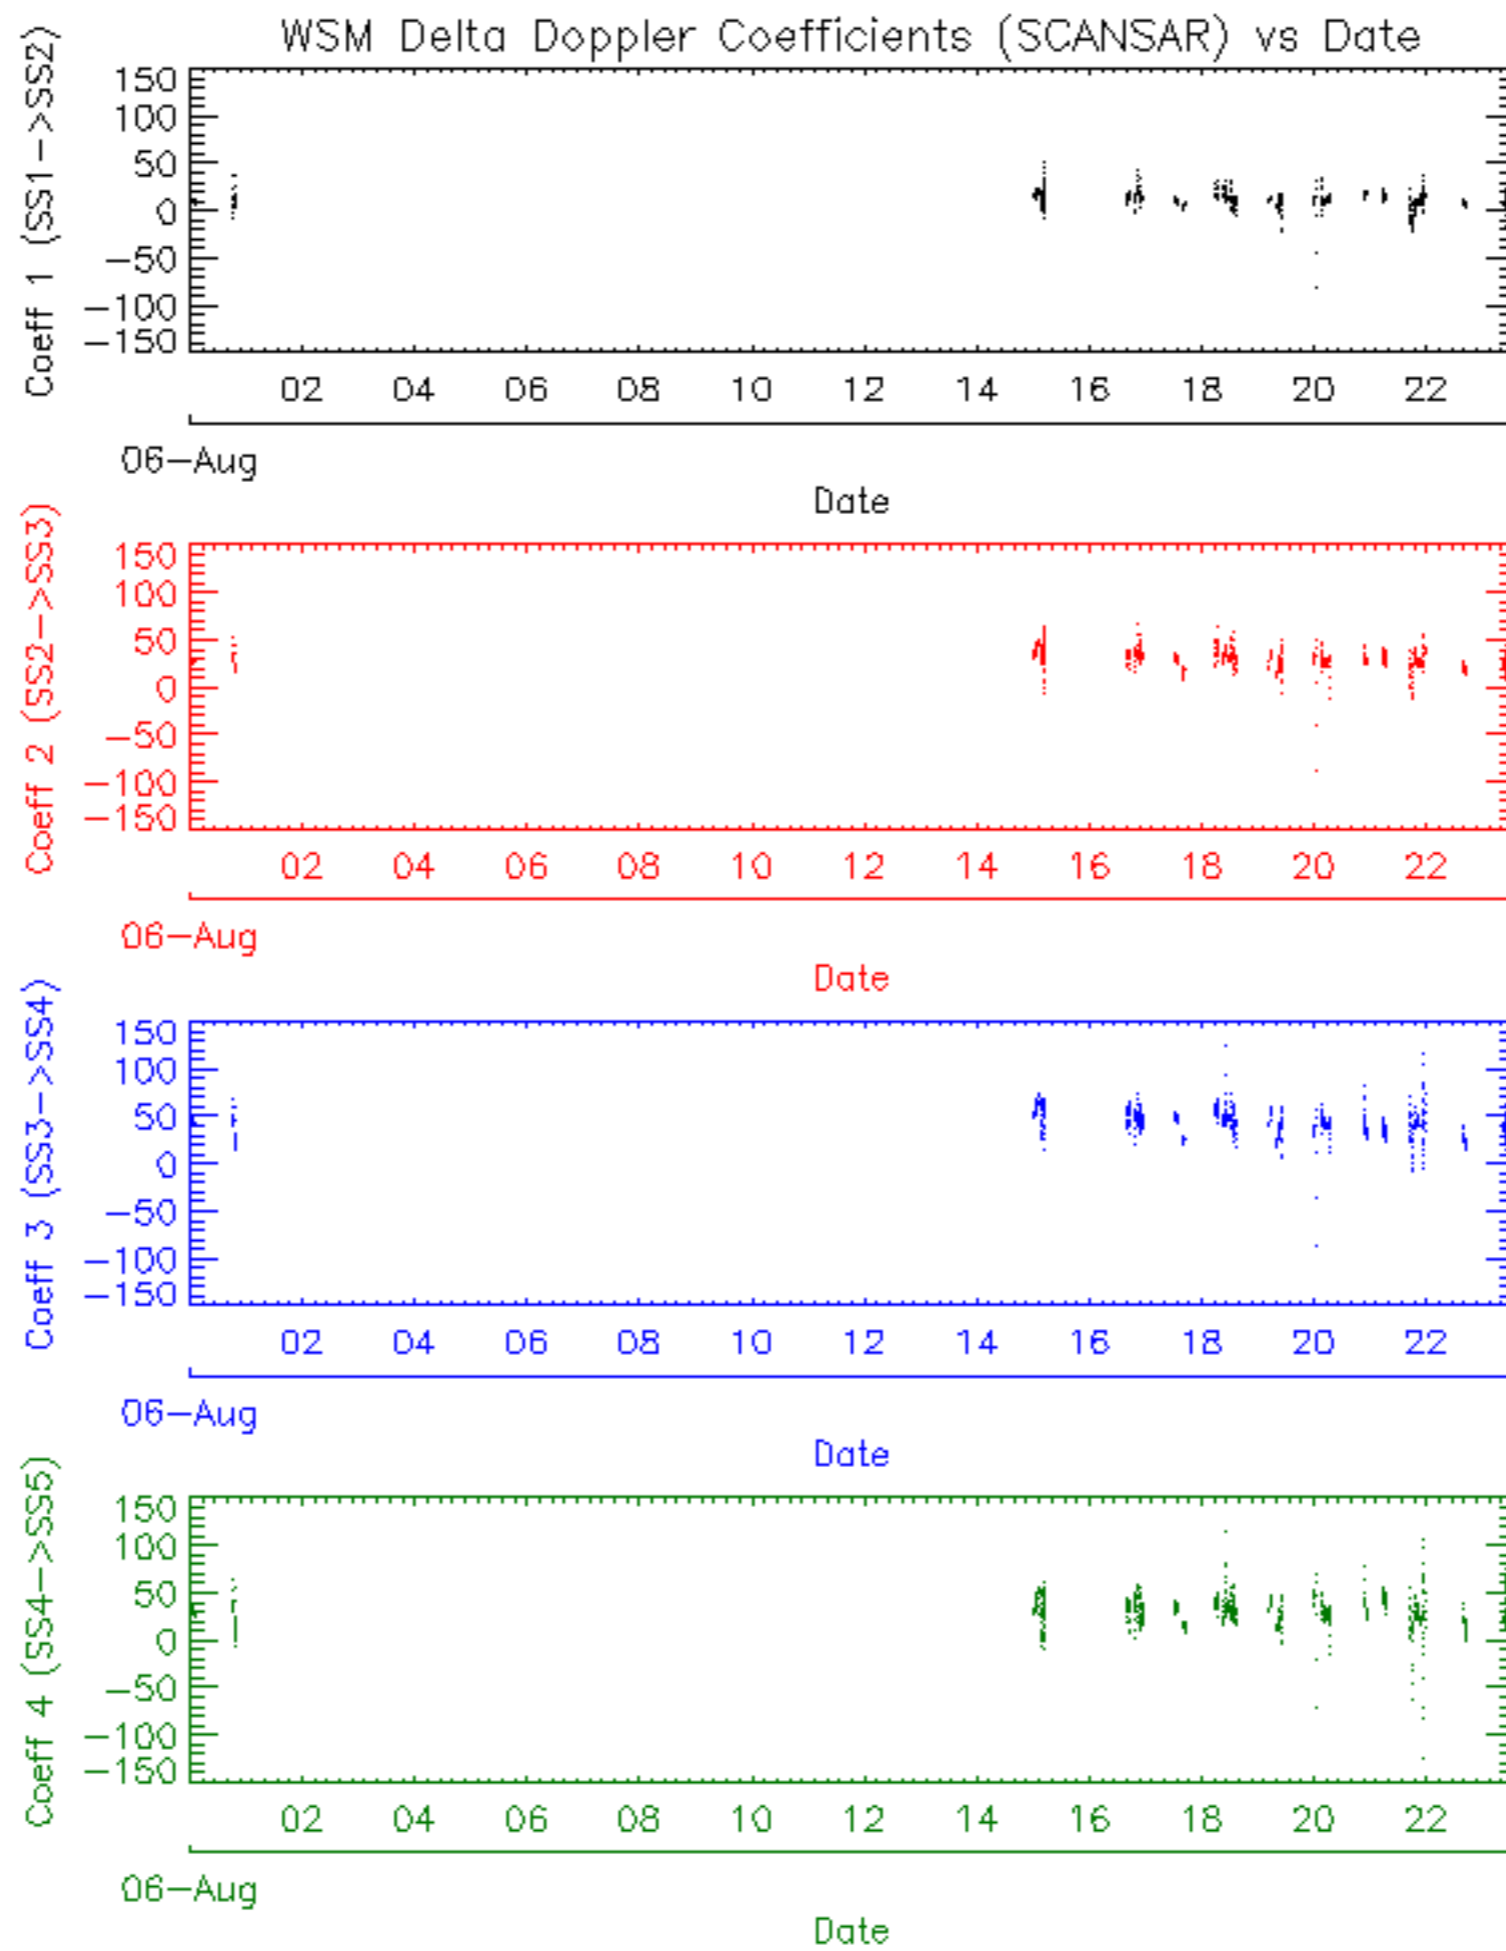 WSM Delta Doppler Coefficients (SCANSAR) vs Date
Coeff 1 (SS1->SS2)
150
100
50
0
-50
-100
-150
02 04 06 08 10 12 14 16 18 20 22
06-Aug
Date
Coeff 2 (SS2->SS3)
150
100
50
0
-50
-100
-150
02 04 06 08 10 12 14 16 18 20 22
06-Aug
Date
Coeff 3 (SS3->SS4)
150
100
50
0
-50
-100
-150
02 04 06 08 10 12 14 16 18 20 22
06-Aug
Date
Coeff 4 (SS4->SS5)
150
100
50
0
-50
-100
-150
02 04 06 08 10 12 14 16 18 20 22
06-Aug
Date